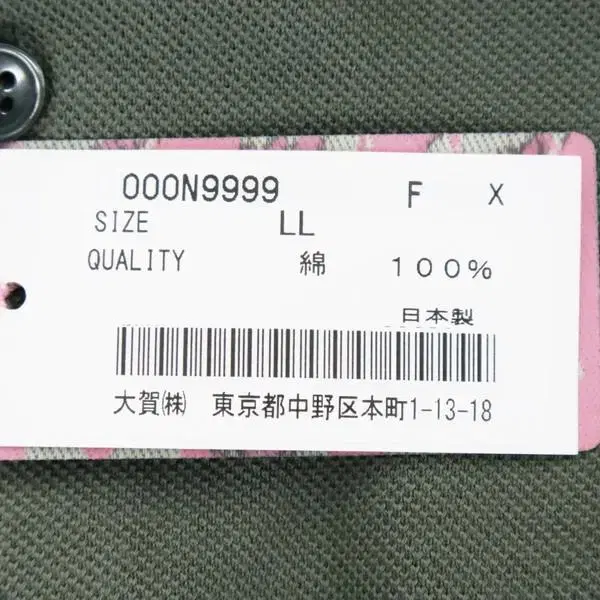 000N9999 F X
SIZE LL
QUALITY 綿 100%
日本製
大賀㈱ 東京都中野区本町1-13-18